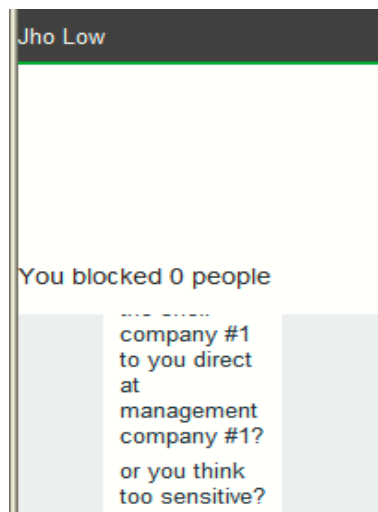 Jho Low
You blocked 0 people
company #1
to you direct
at
management
company #1?
or you think
too sensitive?